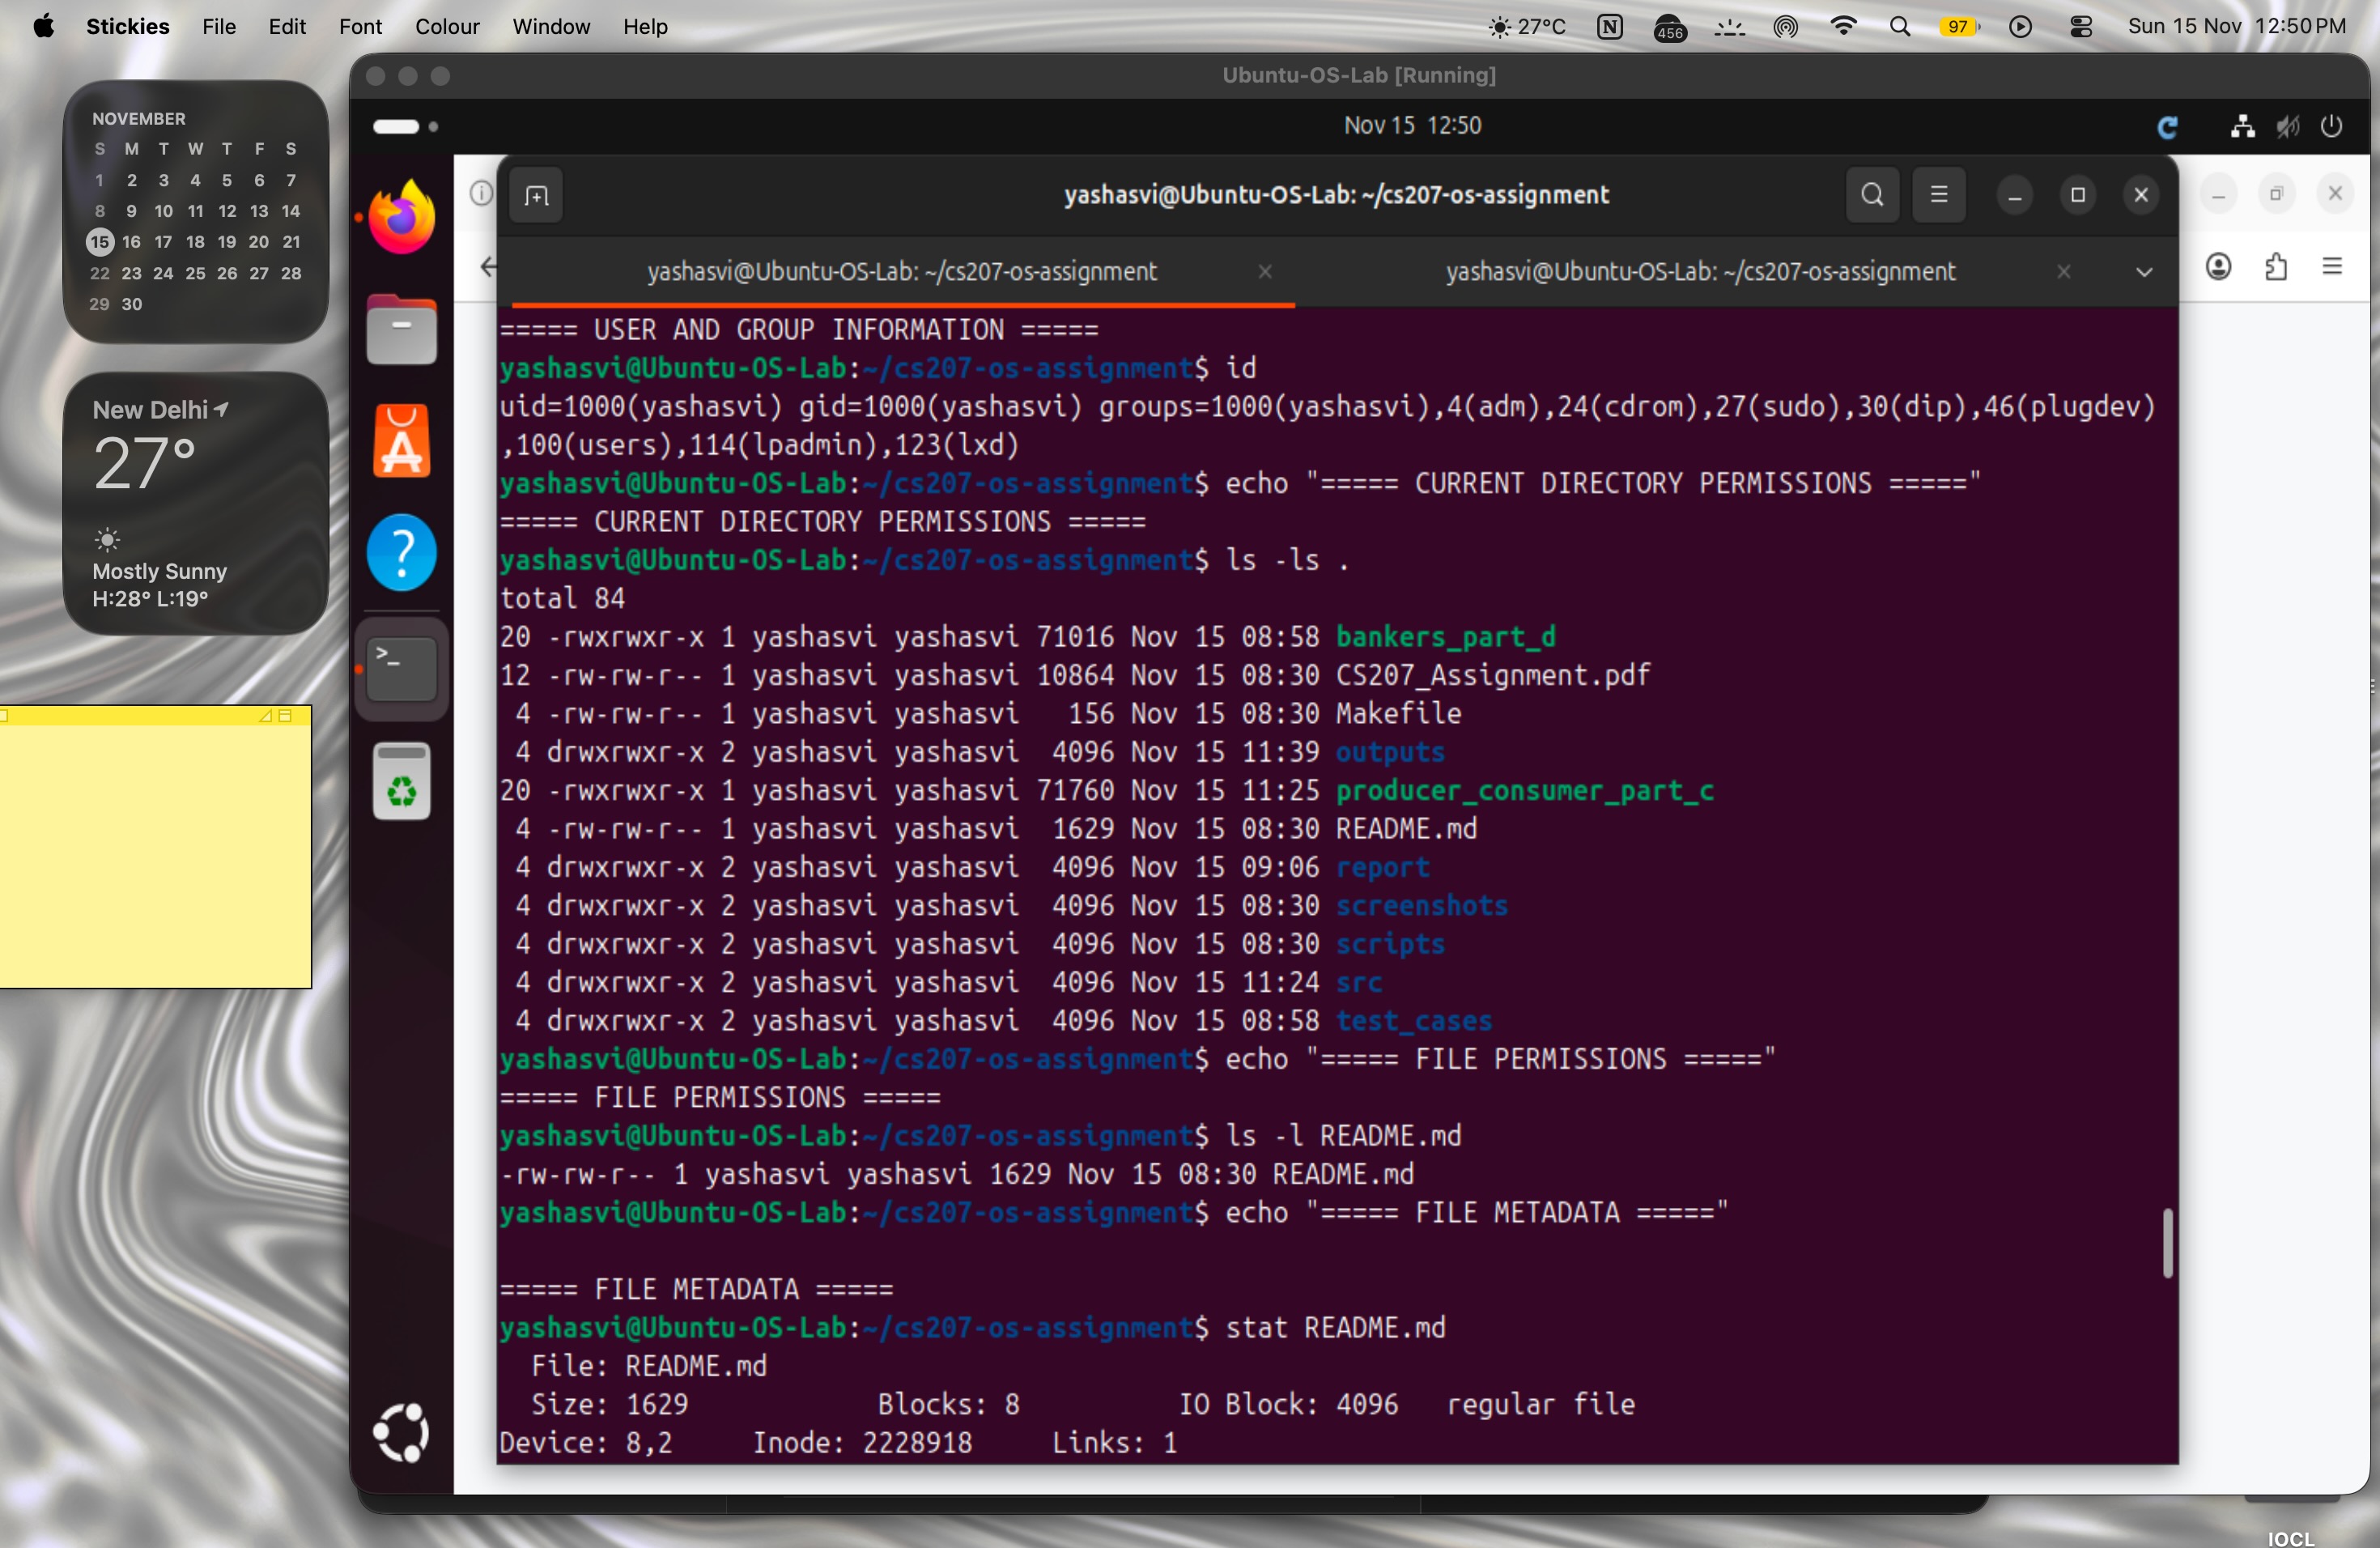 Stickies File Edit Font Colour Window Help 27°C 456 97 Sun 15 Nov 12:50 PM
NOVEMBER
S M T W T F S
1 2 3 4 5 6 7
8 9 10 11 12 13 14
15 16 17 18 19 20 21
22 23 24 25 26 27 28
29 30
New Delhi
27°
Mostly Sunny
H:28° L:19°
Ubuntu-OS-Lab [Running]
Nov 15 12:50
yashasvi@Ubuntu-OS-Lab: ~/cs207-os-assignment
yashasvi@Ubuntu-OS-Lab: ~/cs207-os-assignment yashasvi@Ubuntu-OS-Lab: ~/cs207-os-assignment
===== USER AND GROUP INFORMATION =====
yashasvi@Ubuntu-OS-Lab:~/cs207-os-assignment$ id
uid=1000(yashasvi) gid=1000(yashasvi) groups=1000(yashasvi),4(adm),24(cdrom),27(sudo),30(dip),46(plugdev)
,100(users),114(lpadmin),123(lxd)
yashasvi@Ubuntu-OS-Lab:~/cs207-os-assignment$ echo "===== CURRENT DIRECTORY PERMISSIONS ====="
===== CURRENT DIRECTORY PERMISSIONS =====
yashasvi@Ubuntu-OS-Lab:~/cs207-os-assignment$ ls -ls .
total 84
20 -rwxrwxr-x 1 yashasvi yashasvi 71016 Nov 15 08:58 bankers_part_d
12 -rw-rw-r-- 1 yashasvi yashasvi 10864 Nov 15 08:30 CS207_Assignment.pdf
4 -rw-rw-r-- 1 yashasvi yashasvi 156 Nov 15 08:30 Makefile
4 drwxrwxr-x 2 yashasvi yashasvi 4096 Nov 15 11:39 outputs
20 -rwxrwxr-x 1 yashasvi yashasvi 71760 Nov 15 11:25 producer_consumer_part_c
4 -rw-rw-r-- 1 yashasvi yashasvi 1629 Nov 15 08:30 README.md
4 drwxrwxr-x 2 yashasvi yashasvi 4096 Nov 15 09:06 report
4 drwxrwxr-x 2 yashasvi yashasvi 4096 Nov 15 08:30 screenshots
4 drwxrwxr-x 2 yashasvi yashasvi 4096 Nov 15 08:30 scripts
4 drwxrwxr-x 2 yashasvi yashasvi 4096 Nov 15 11:24 src
4 drwxrwxr-x 2 yashasvi yashasvi 4096 Nov 15 08:58 test_cases
yashasvi@Ubuntu-OS-Lab:~/cs207-os-assignment$ echo "===== FILE PERMISSIONS ====="
===== FILE PERMISSIONS =====
yashasvi@Ubuntu-OS-Lab:~/cs207-os-assignment$ ls -l README.md
-rw-rw-r-- 1 yashasvi yashasvi 1629 Nov 15 08:30 README.md
yashasvi@Ubuntu-OS-Lab:~/cs207-os-assignment$ echo "===== FILE METADATA ====="
===== FILE METADATA =====
yashasvi@Ubuntu-OS-Lab:~/cs207-os-assignment$ stat README.md
File: README.md
Size: 1629 Blocks: 8 IO Block: 4096 regular file
Device: 8,2 Inode: 2228918 Links: 1
IOCL